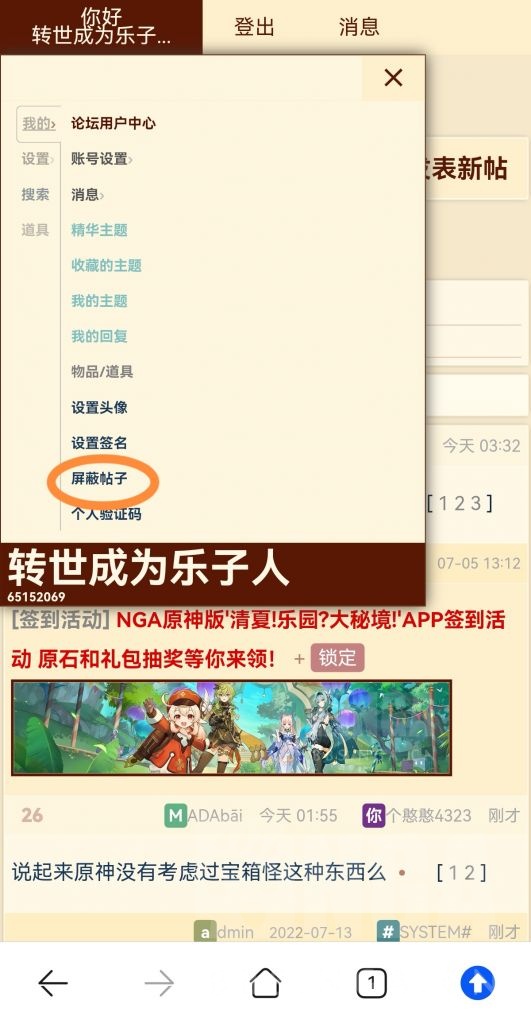 你好
转世成为乐子... 登出 消息
我的› 论坛用户中心
设置› 账号设置›
搜索 消息›
道具 精华主题
收藏的主题
我的主题
我的回复
物品/道具
设置头像
设置签名
屏蔽帖子
个人验证码
表新帖
今天 03:32
[ 1 2 3 ]
转世成为乐子人
65152069
07-05 13:12
[签到活动] NGA原神版'清夏!乐园?大秘境!'APP签到活
动 原石和礼包抽奖等你来领! + 锁定
26 MADAbāi 今天 01:55 你个憨憨4323 刚才
说起来原神没有考虑过宝箱怪这种东西么 • [ 1 2 ]
admin 2022-07-13 #SYSTEM# 刚才
1